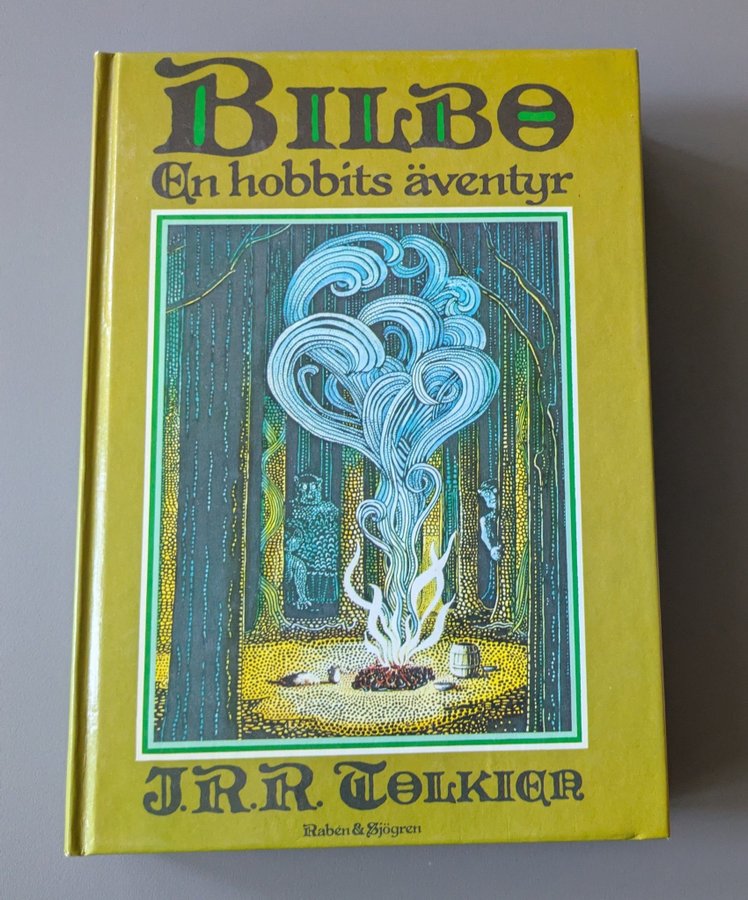 BILBO
En hobbits äventyr
J.R.R. TOLKIEN
Rabén & Sjögren